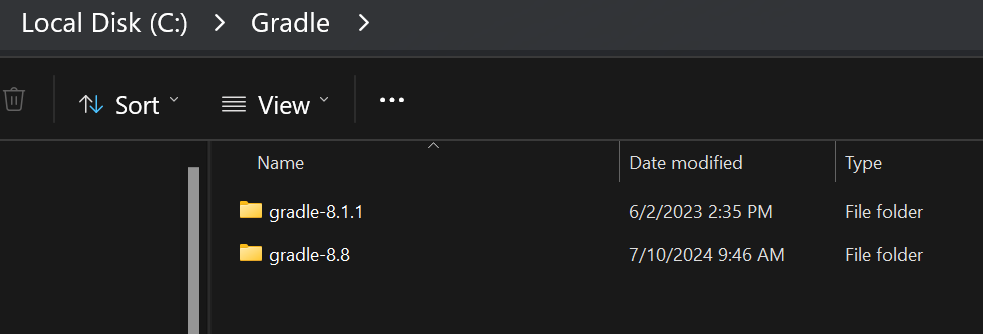 Local Disk (C:) > Gradle >
Sort View ...
Name Date modified Type
gradle-8.1.1 6/2/2023 2:35 PM File folder
gradle-8.8 7/10/2024 9:46 AM File folder